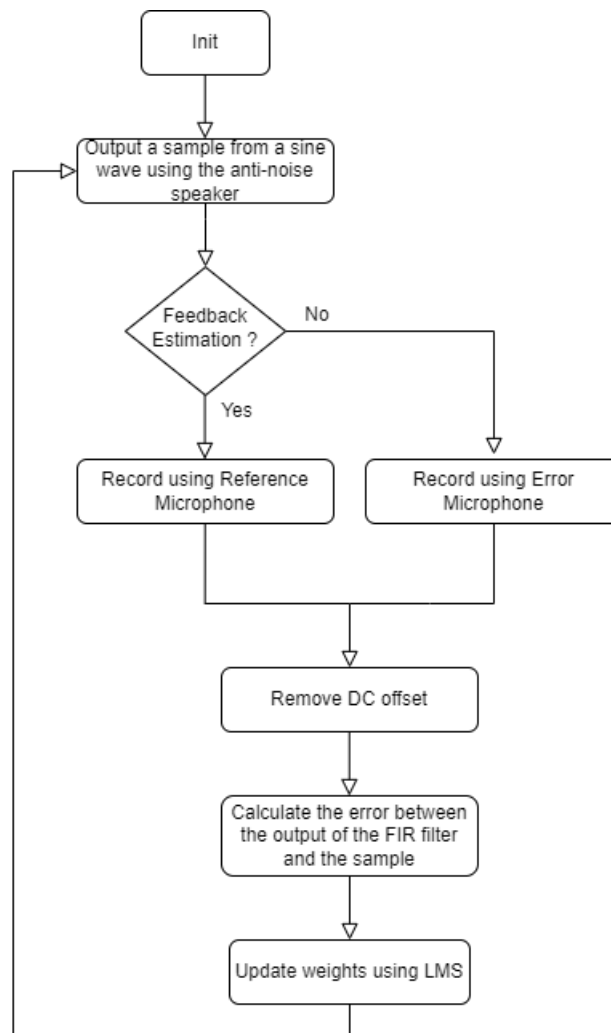 Init
Output a sample from a sine
wave using the anti-noise
speaker
Feedback
Estimation ?
No
Yes
Record using Reference
Microphone
Record using Error
Microphone
Remove DC offset
Calculate the error between
the output of the FIR filter
and the sample
Update weights using LMS